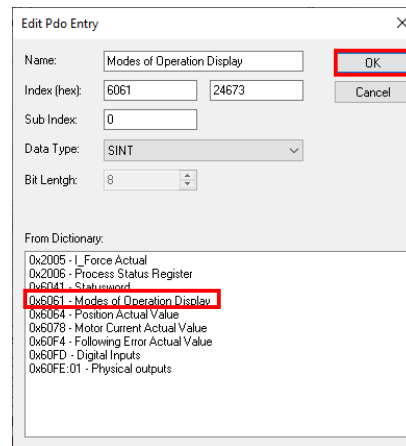 Edit Pdo Entry
Name: Modes of Operation Display OK
Index (hex): 6061 24673 Cancel
Sub Index: 0
Data Type: SINT
Bit Lentgh: 8
From Dictionary:
0x2005 - I_Force Actual
0x2006 - Process Status Register
0x6041 - Statusword
0x6061 - Modes of Operation Display
0x6064 - Position Actual Value
0x6078 - Motor Current Actual Value
0x60F4 - Following Error Actual Value
0x60FD - Digital Inputs
0x60FE:01 - Physical outputs